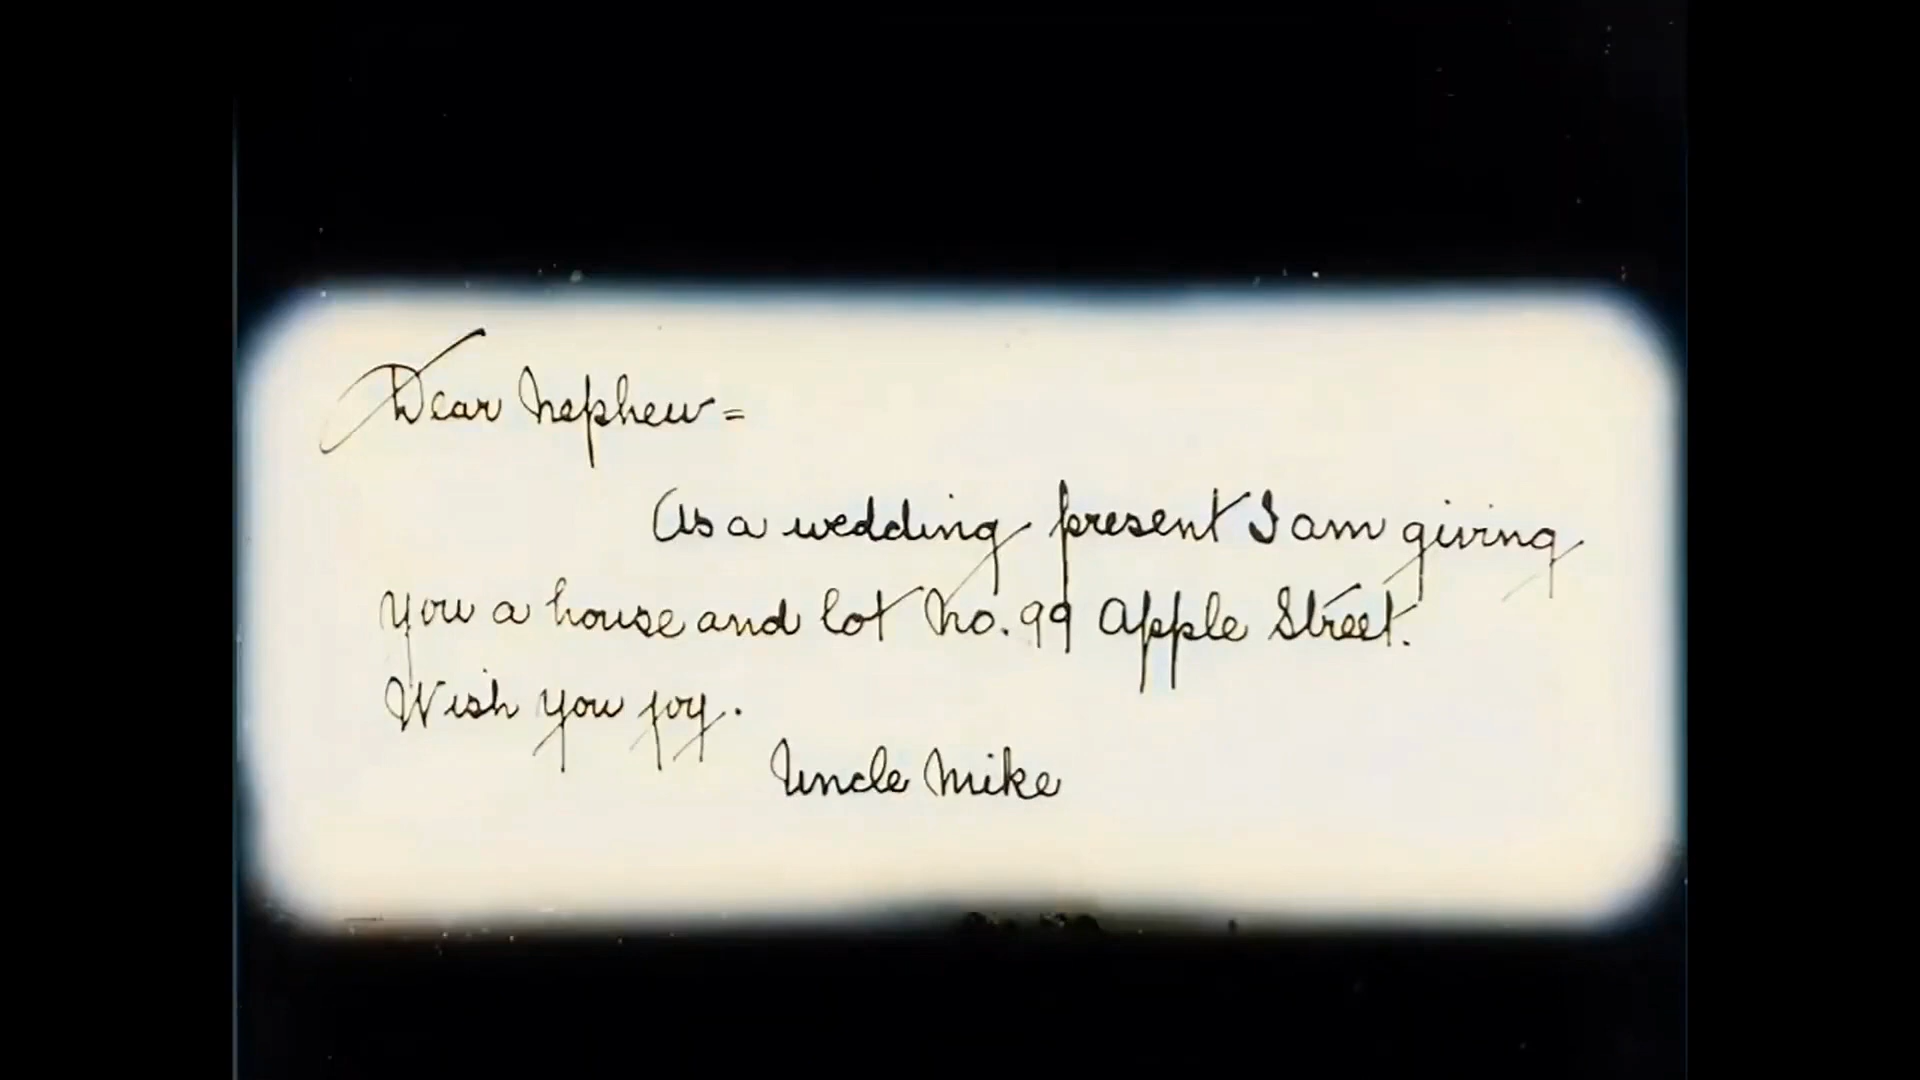 Dear Nephew =
As a wedding present I am giving
you a house and lot No. 99 Apple Street.
Wish you joy.
Uncle Mike